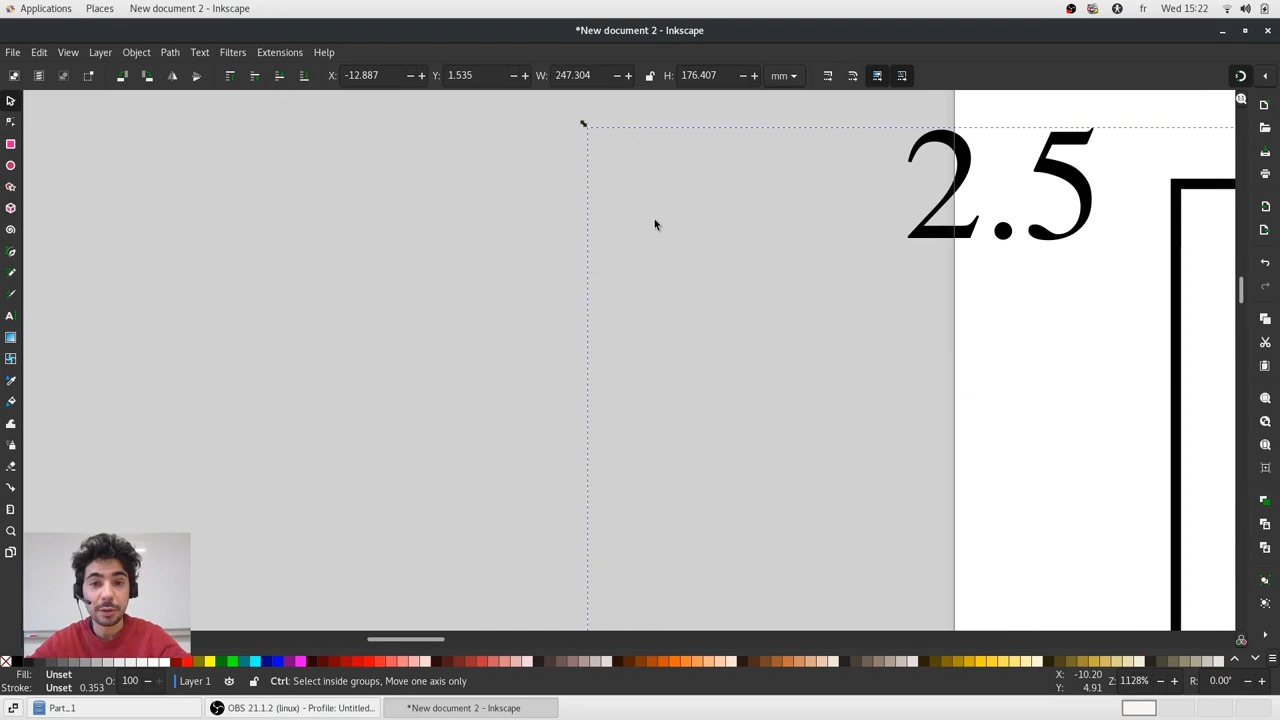 Applications Places New document 2 - Inkscape fr Wed 15:22
*New document 2 - Inkscape
File Edit View Layer Object Path Text Filters Extensions Help
X: -12.887 Y: 1.535 W: 247.304 H: 176.407 mm
2.5
Fill: Unset O: 100 Layer 1 Ctrl: Select inside groups, Move one axis only X: -10.20 Z: 1128% R: 0.00°
Stroke: Unset 0.353 Y: 4.91
Part_1 OBS 21.1.2 (linux) - Profile: Untitled... *New document 2 - Inkscape